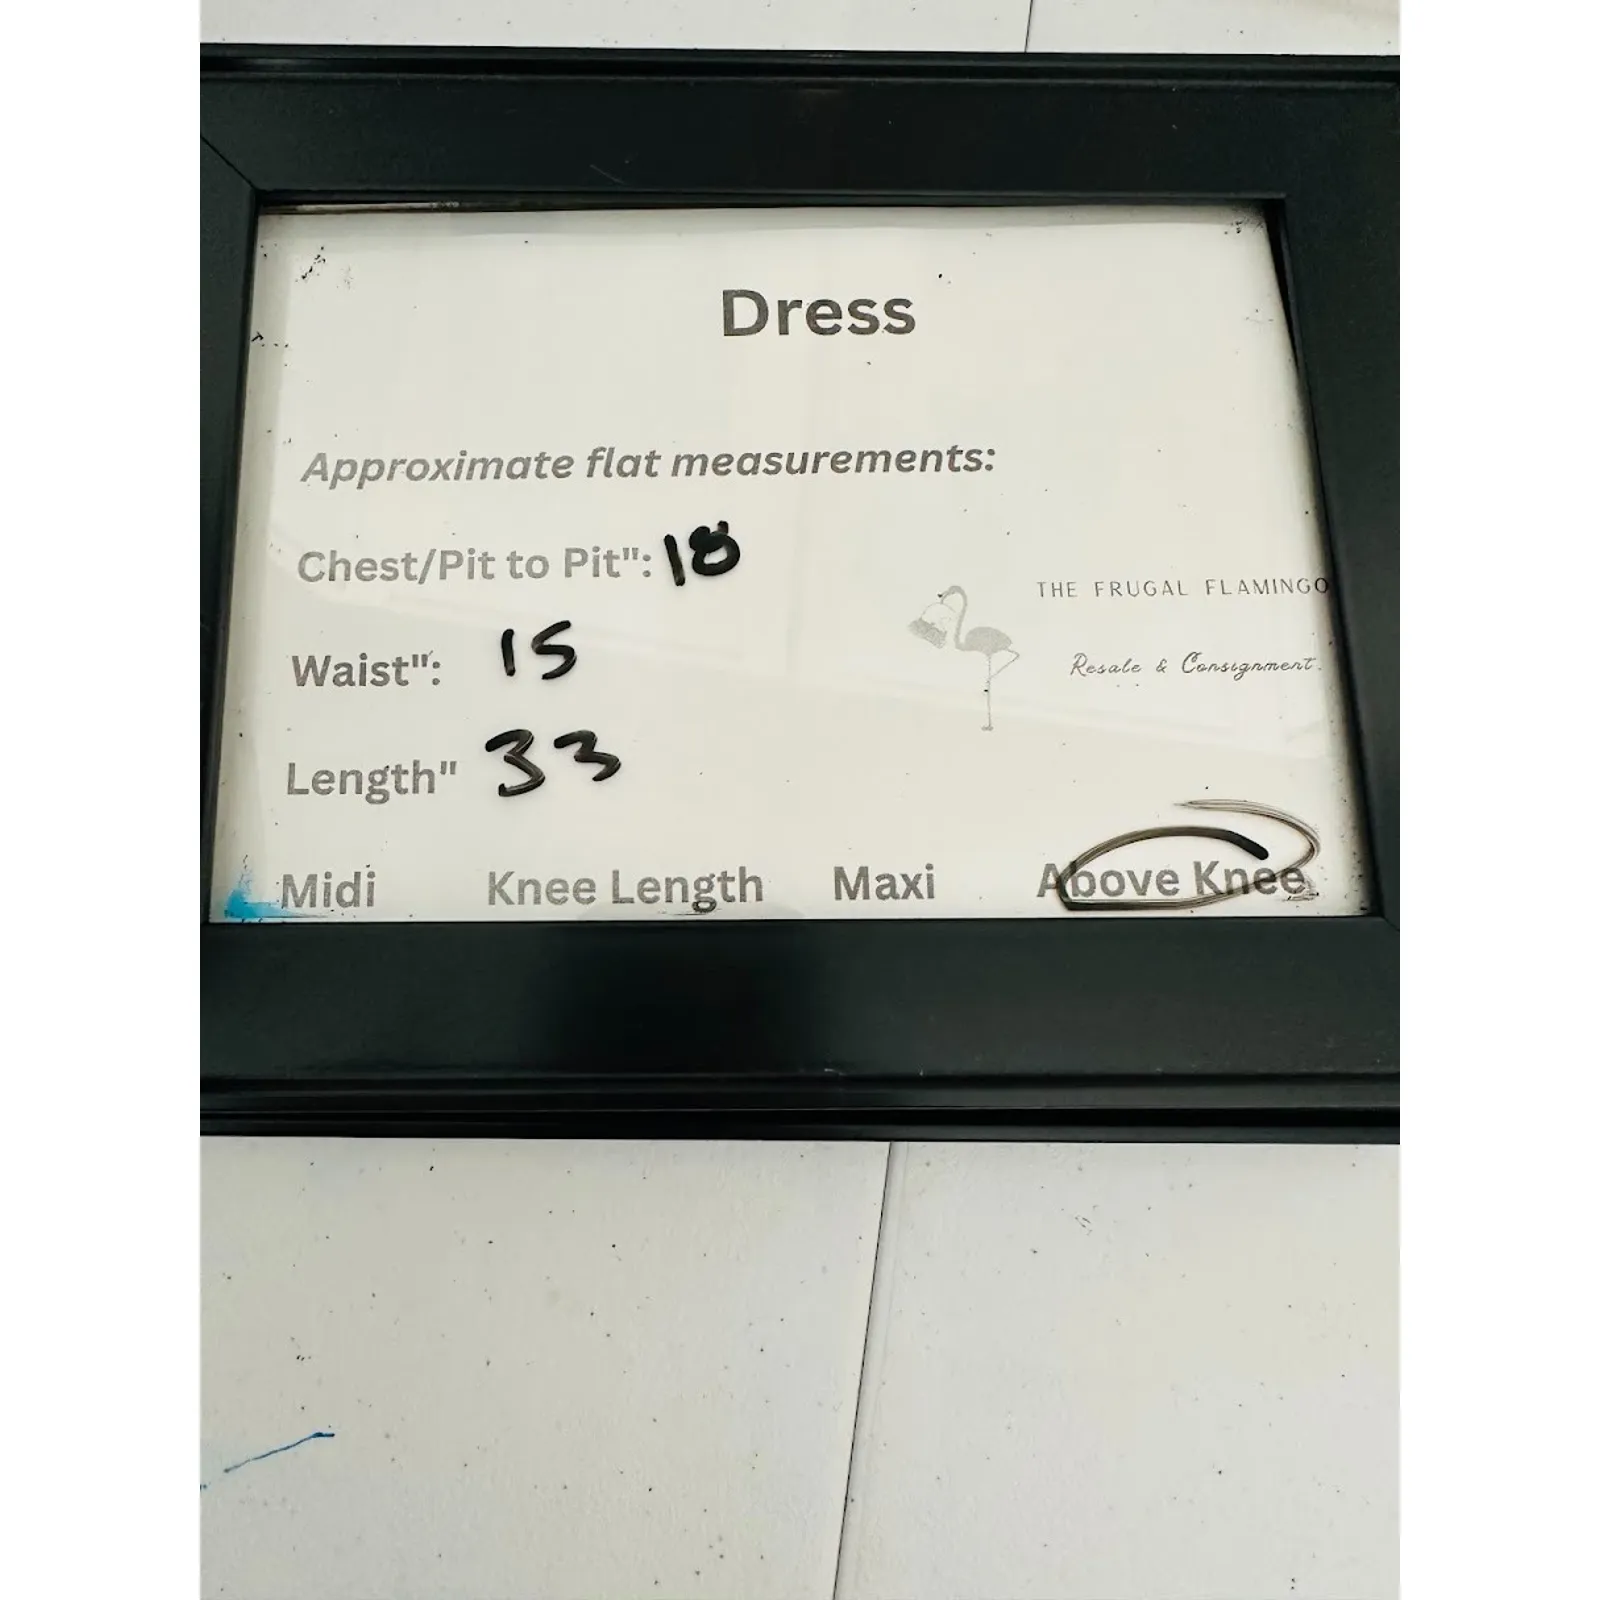 Dress
Approximate flat measurements:
Chest/Pit to Pit": 18
Waist": 15
Length" 33
THE FRUGAL FLAMINGO
Resale & Consignment.
Midi Knee Length Maxi Above Knee